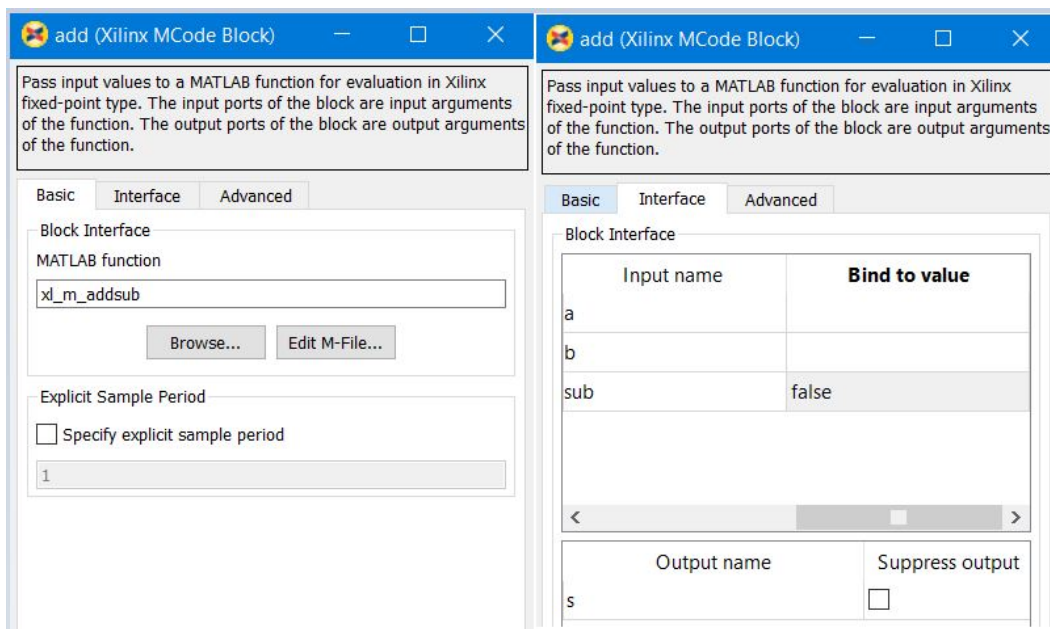 add (Xilinx MCode Block)
Pass input values to a MATLAB function for evaluation in Xilinx
fixed-point type. The input ports of the block are input arguments
of the function. The output ports of the block are output arguments
of the function.
Basic Interface Advanced
Block Interface
MATLAB function
xl_m_addsub
Browse... Edit M-File...
Explicit Sample Period
Specify explicit sample period
1
add (Xilinx MCode Block)
Pass input values to a MATLAB function for evaluation in Xilinx
fixed-point type. The input ports of the block are input arguments
of the function. The output ports of the block are output arguments
of the function.
Basic Interface Advanced
Block Interface
Input name Bind to value
a
b
sub false
Output name Suppress output
s